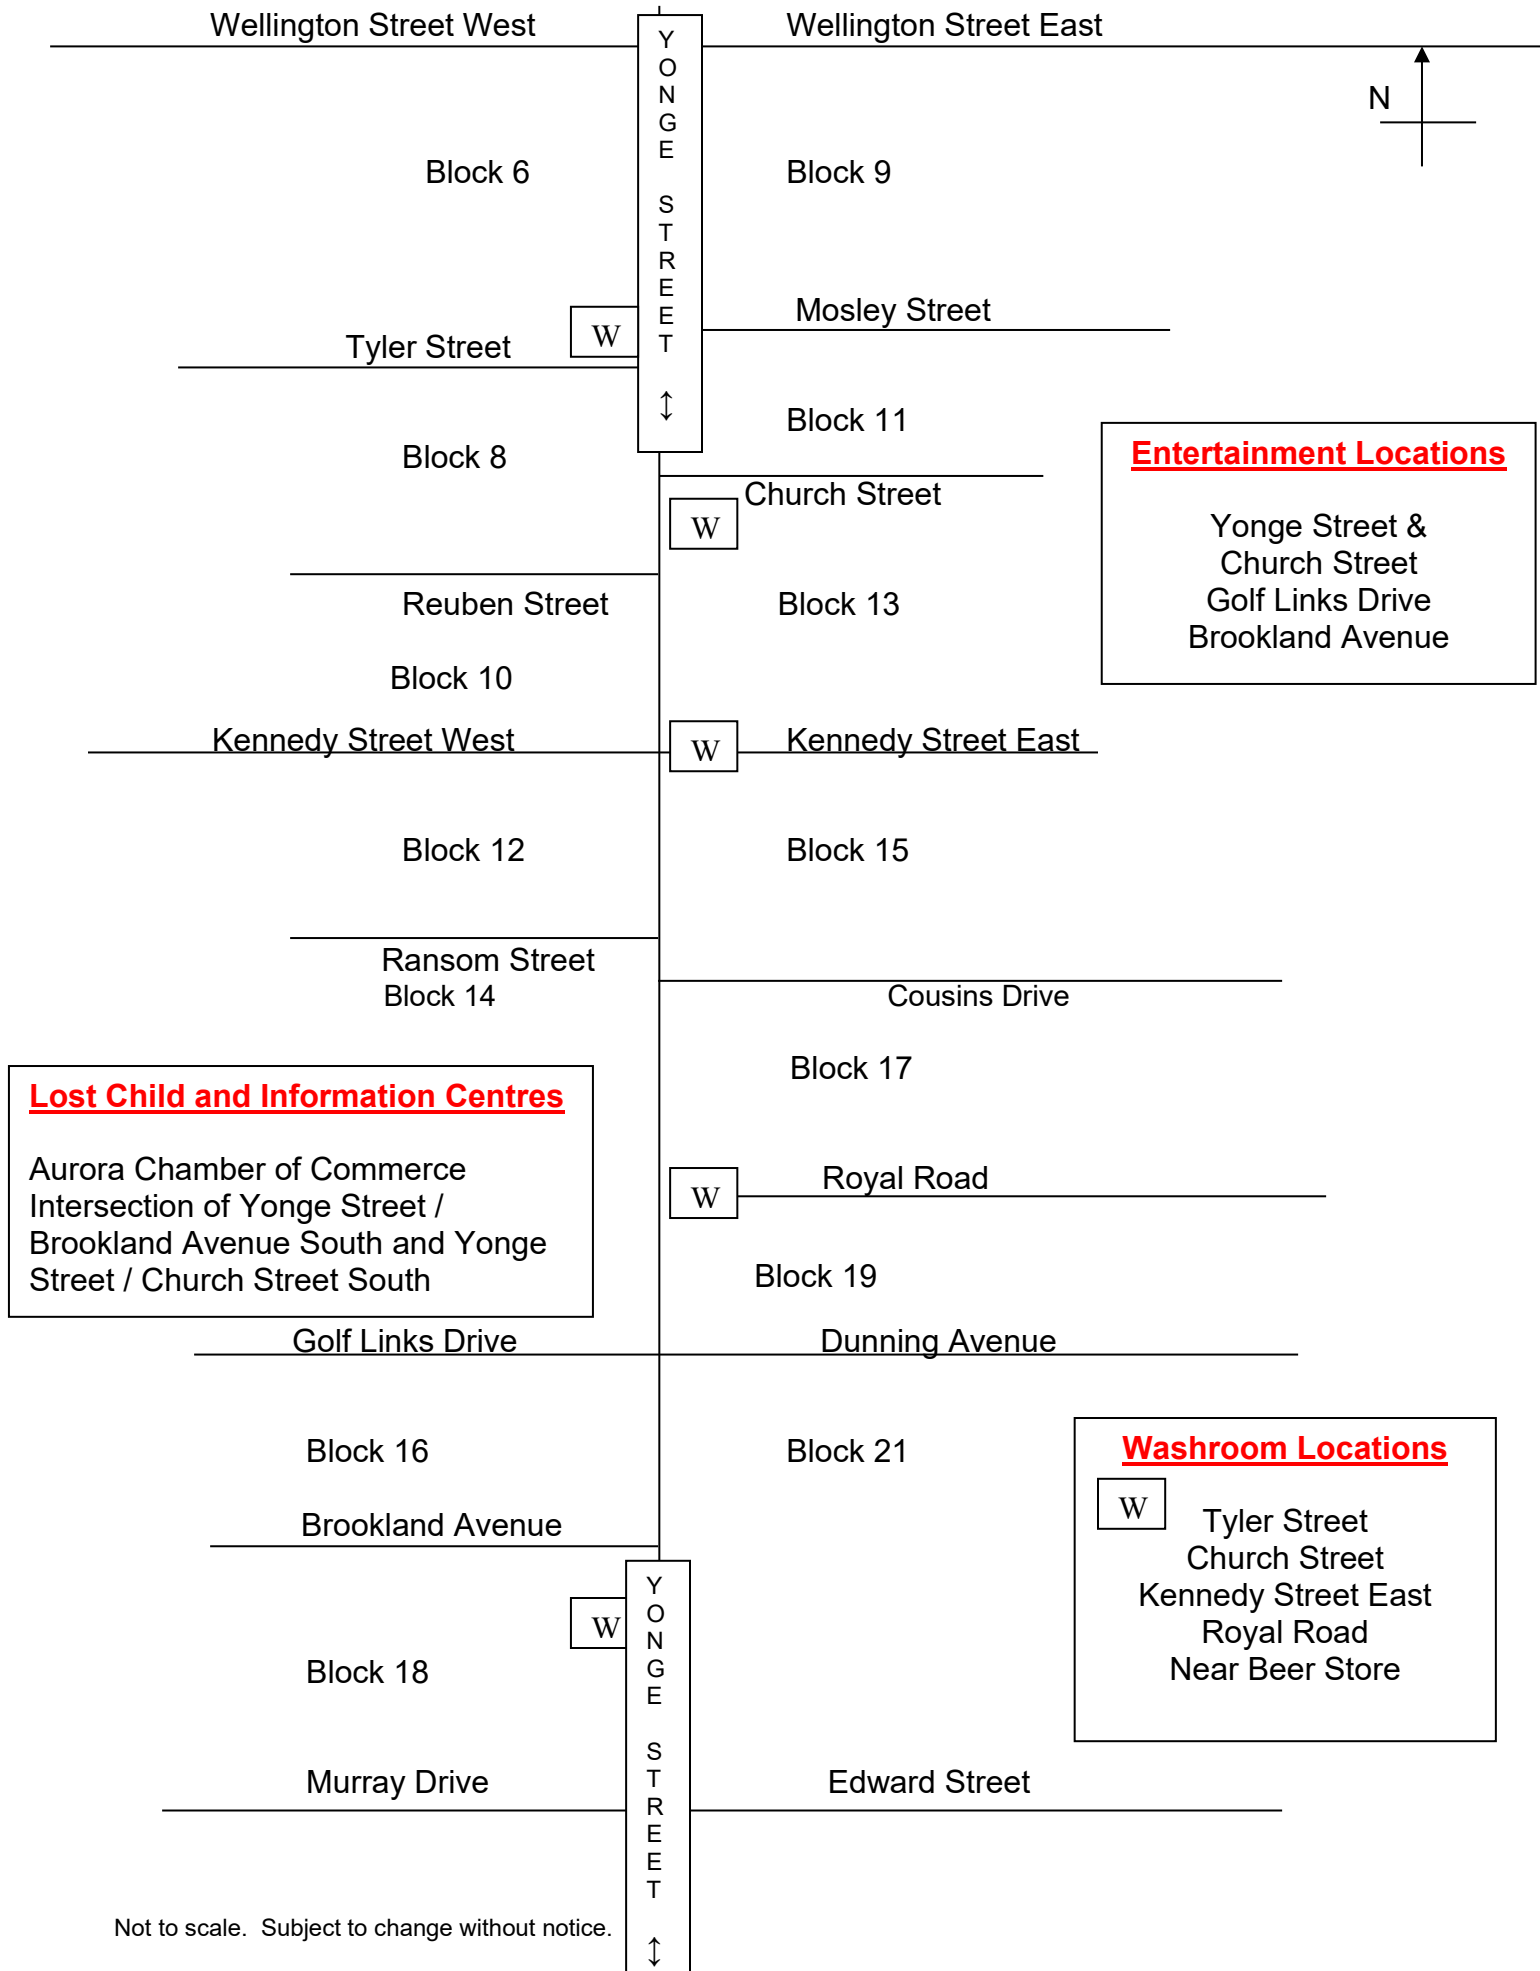 Wellington Street West
Wellington Street East
YONGE STREET ↕
N
Block 6
Block 9
Mosley Street
W
Tyler Street
Block 11
Block 8
Entertainment Locations
Yonge Street &
Church Street
Golf Links Drive
Brookland Avenue
Church Street
W
Reuben Street
Block 13
Block 10
Kennedy Street West
W
Kennedy Street East
Block 12
Block 15
Ransom Street
Block 14
Cousins Drive
Block 17
Lost Child and Information Centres
Aurora Chamber of Commerce
Intersection of Yonge Street /
Brookland Avenue South and Yonge
Street / Church Street South
W
Royal Road
Block 19
Golf Links Drive
Dunning Avenue
Block 16
Block 21
Washroom Locations
W
Tyler Street
Church Street
Kennedy Street East
Royal Road
Near Beer Store
Brookland Avenue
YONGE STREET ↕
W
Block 18
Murray Drive
Edward Street
Not to scale.  Subject to change without notice.